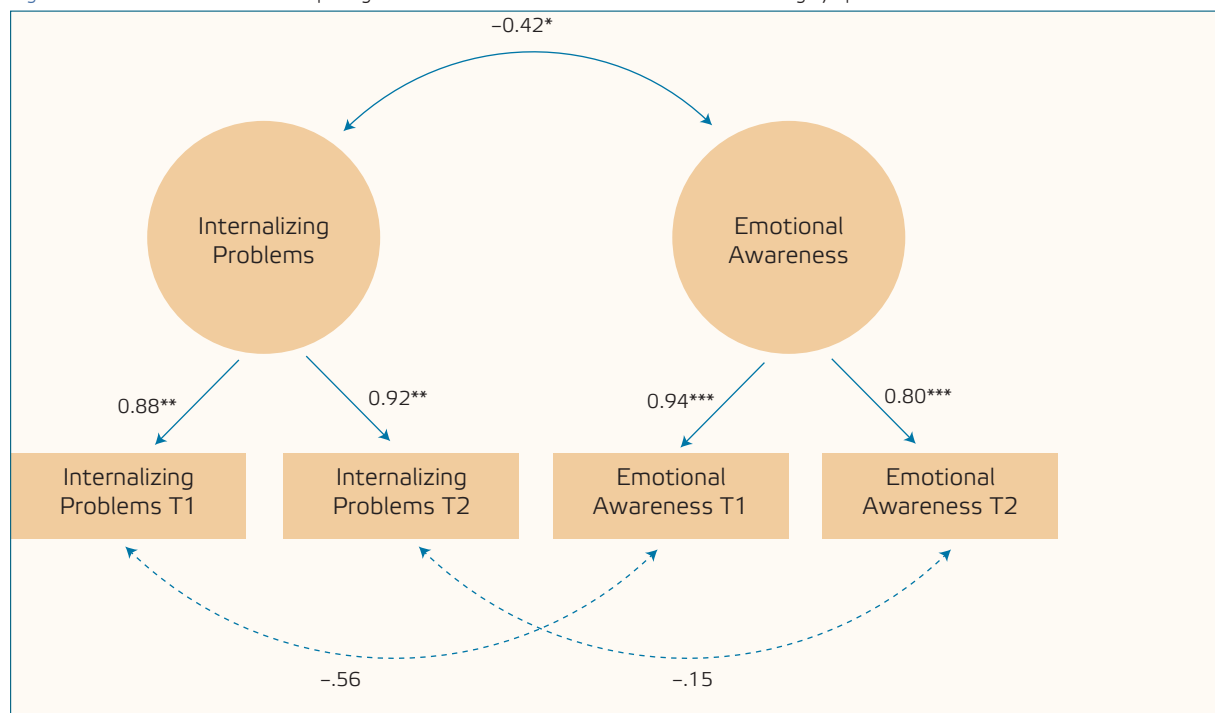 −0.42*
Internalizing
Problems
Emotional
Awareness
0.88**
0.92**
0.94***
0.80***
Internalizing
Problems T1
Internalizing
Problems T2
Emotional
Awareness T1
Emotional
Awareness T2
−.56
−.15